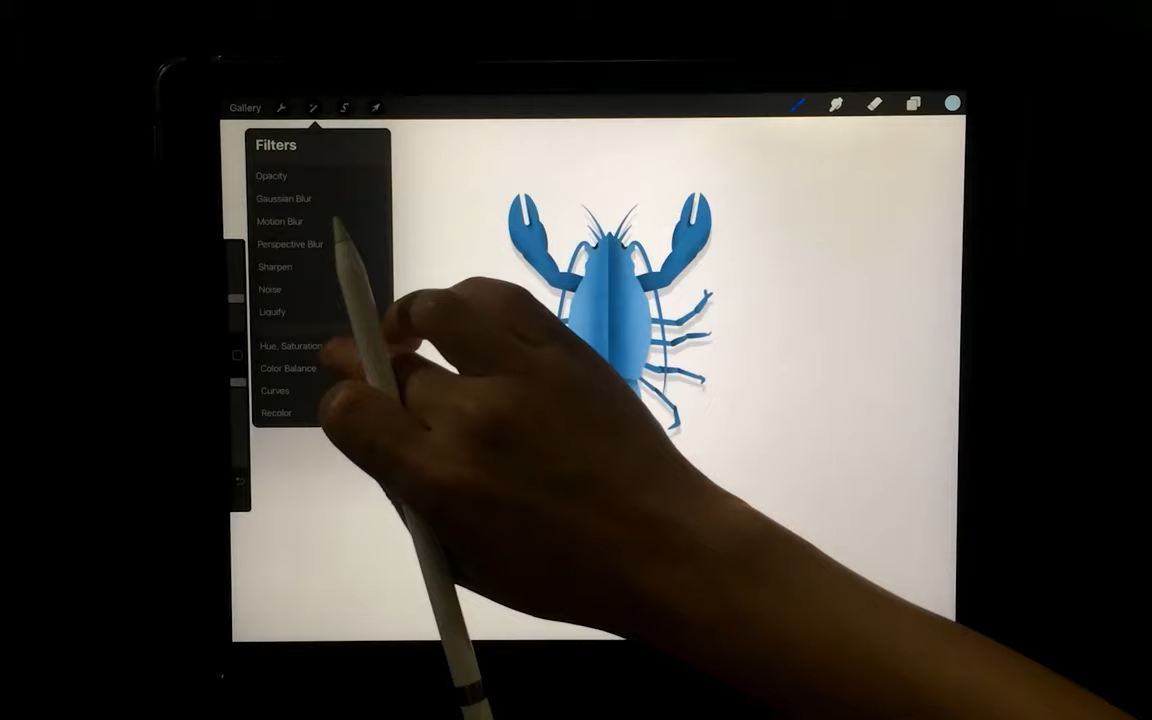 Gallery
Filters
Opacity
Gaussian Blur
Motion Blur
Perspective Blur
Sharpen
Noise
Liquify
Hue, Saturation
Color Balance
Curves
Recolor